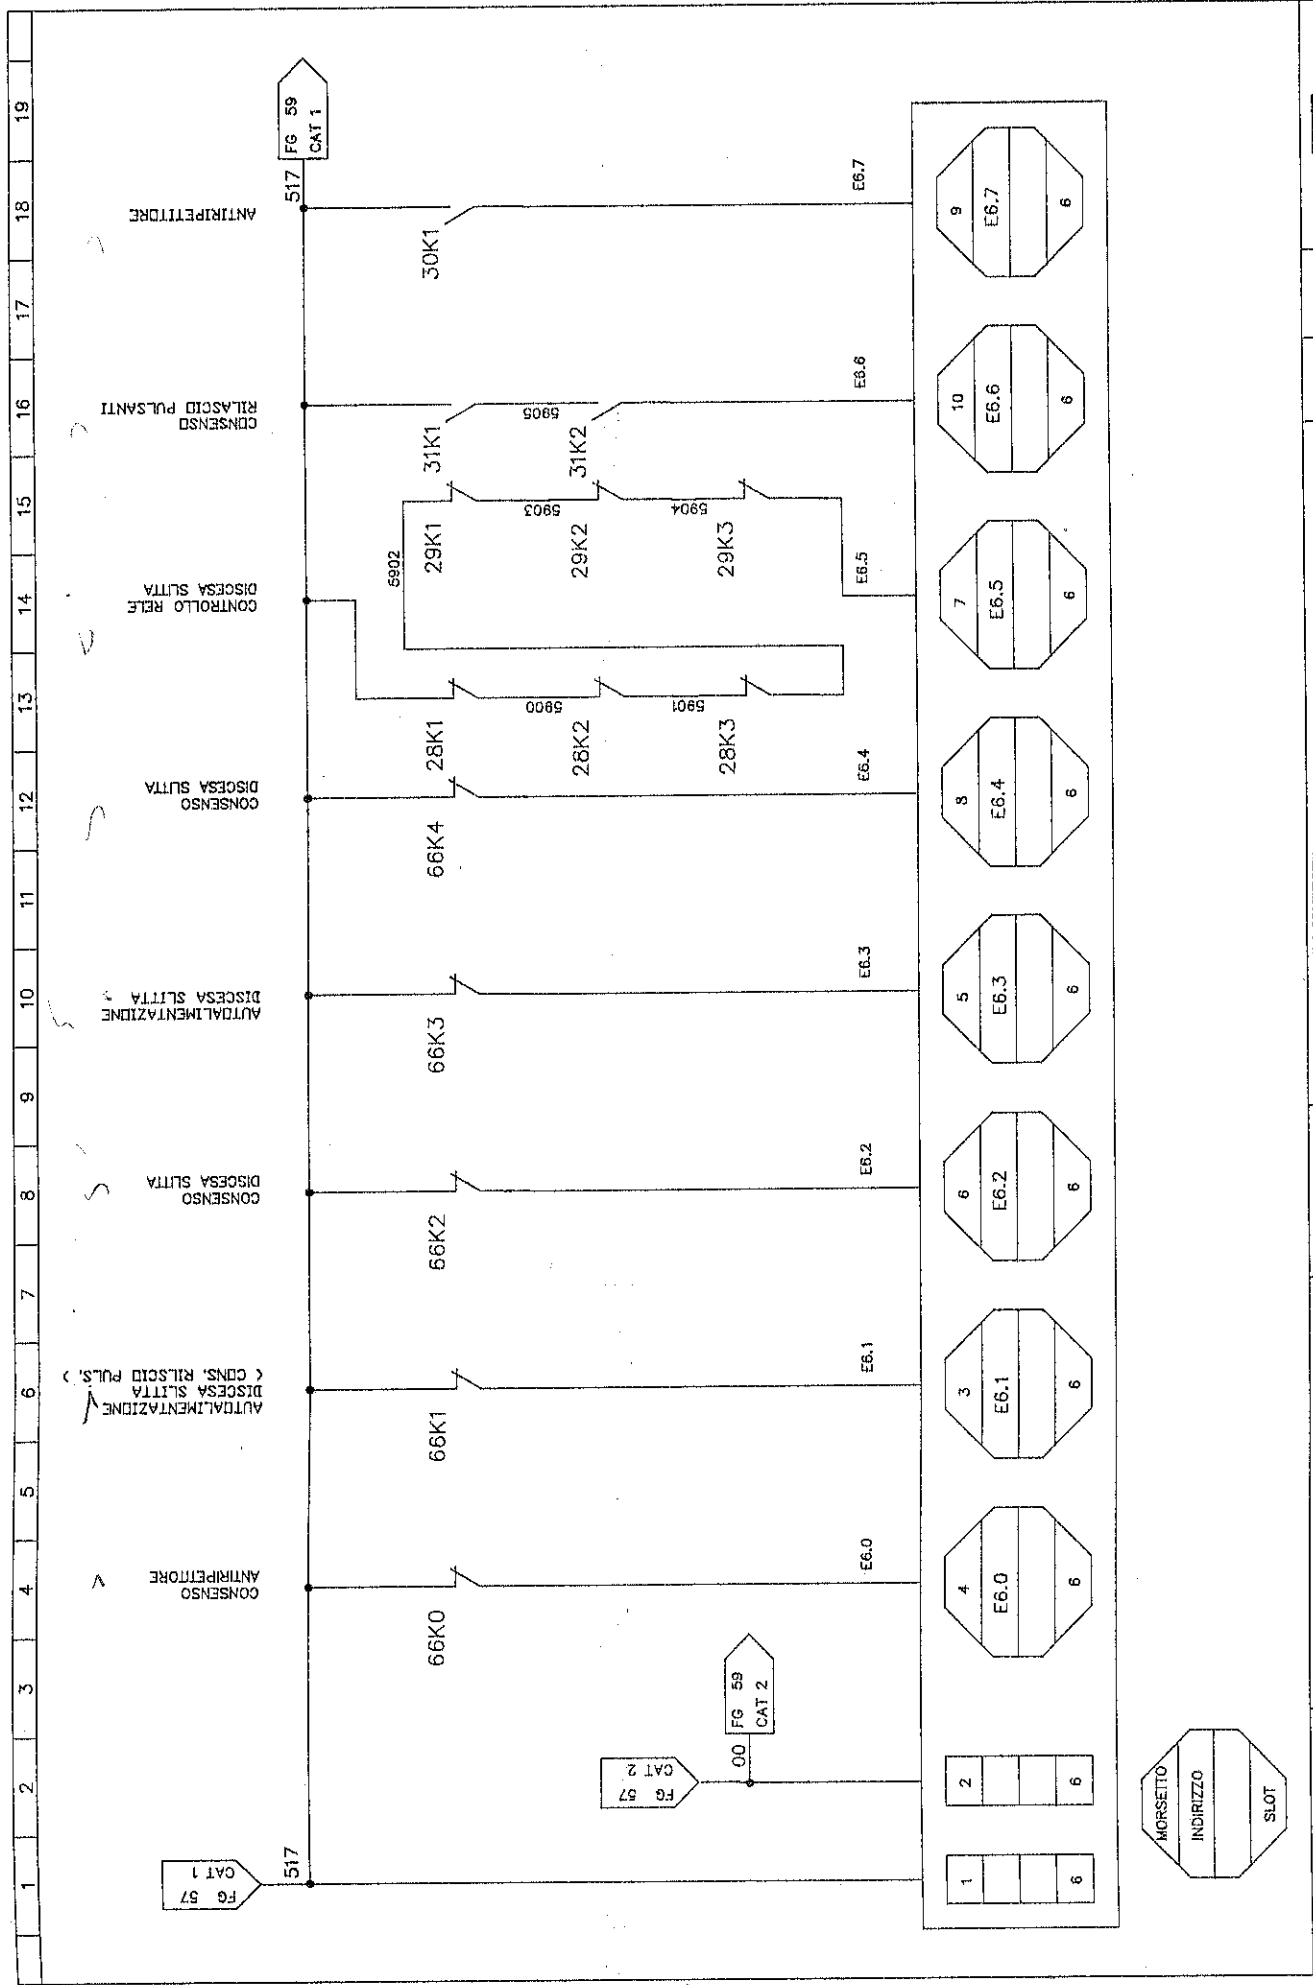 1 2 3 4 5 6 7 8 9 10 11 12 13 14 15 16 17 18 19
FG 57
CAT 1
517
CONSENSO
ANTIRIPETITORE
AUTOALIMENTAZIONE
DISCESA SLITTA
( CONS. RILSCIO PULS. )
CONSENSO
DISCESA SLITTA
AUTOALIMENTAZIONE
DISCESA SLITTA
CONSENSO
DISCESA SLITTA
CONTROLLO RELE
DISCESA SLITTA
CONSENSO
RILASCIO PULSANTI
ANTIRIPETITORE
517
FG 59
CAT 1
66K0
66K1
66K2
66K3
66K4
28K1
5900
28K2
5901
28K3
5902
29K1
5903
29K2
5904
29K3
31K1
5905
31K2
30K1
FG 57
CAT 2
00
FG 59
CAT 2
E6.0
E6.1
E6.2
E6.3
E6.4
E6.5
E6.6
E6.7
1
6
2
6
4
E6.0
6
3
E6.1
6
6
E6.2
6
5
E6.3
6
8
E6.4
6
7
E6.5
6
10
E6.6
6
9
E6.7
6
MORSETTO
INDIRIZZO
SLOT